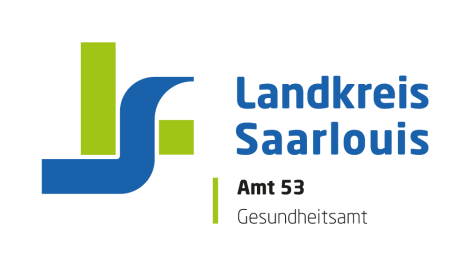 Landkreis
Saarlouis
Amt 53
Gesundheitsamt